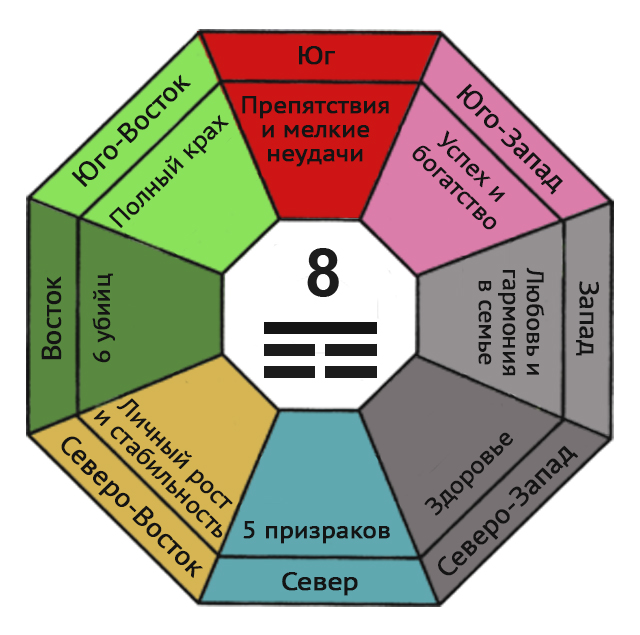 Юг
Препятствия
и мелкие
неудачи
Юго-Запад
Успех и
богатство
Запад
Любовь и
гармония
в семье
Северо-Запад
Здоровье
Север
5 призраков
Северо-Восток
Личный рост
и стабильность
Восток
6 убийц
Юго-Восток
Полный крах
8